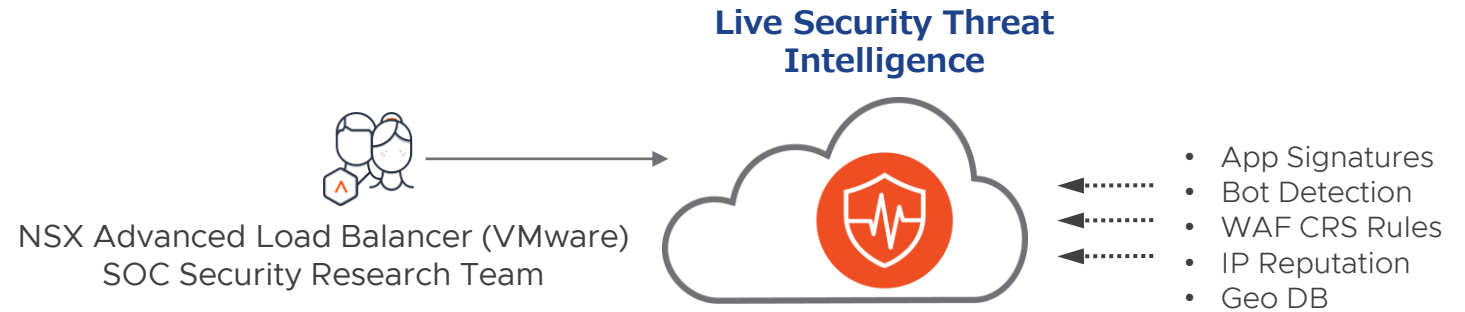 Live Security Threat
Intelligence
NSX Advanced Load Balancer (VMware)
SOC Security Research Team
• App Signatures
• Bot Detection
• WAF CRS Rules
• IP Reputation
• Geo DB